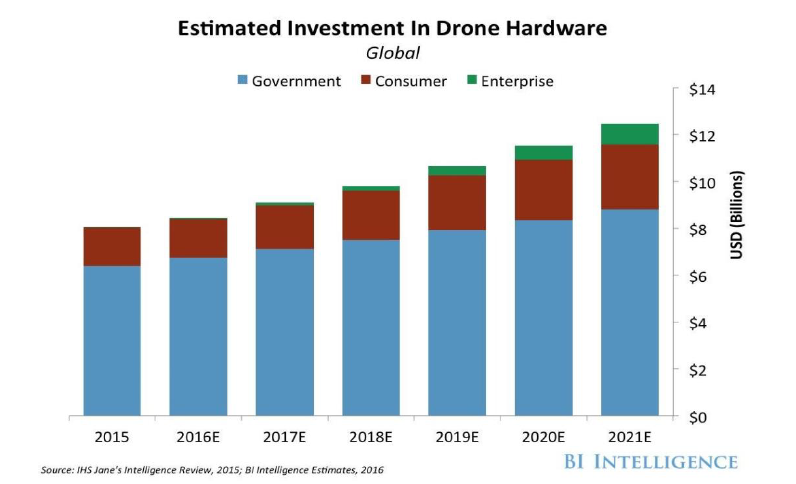 Estimated Investment In Drone Hardware
Global
Government Consumer Enterprise
$14
$12
$10
$8
$6
$4
$2
$0
USD (Billions)
2015 2016E 2017E 2018E 2019E 2020E 2021E
Source: IHS Jane's Intelligence Review, 2015; BI Intelligence Estimates, 2016
BI INTELLIGENCE